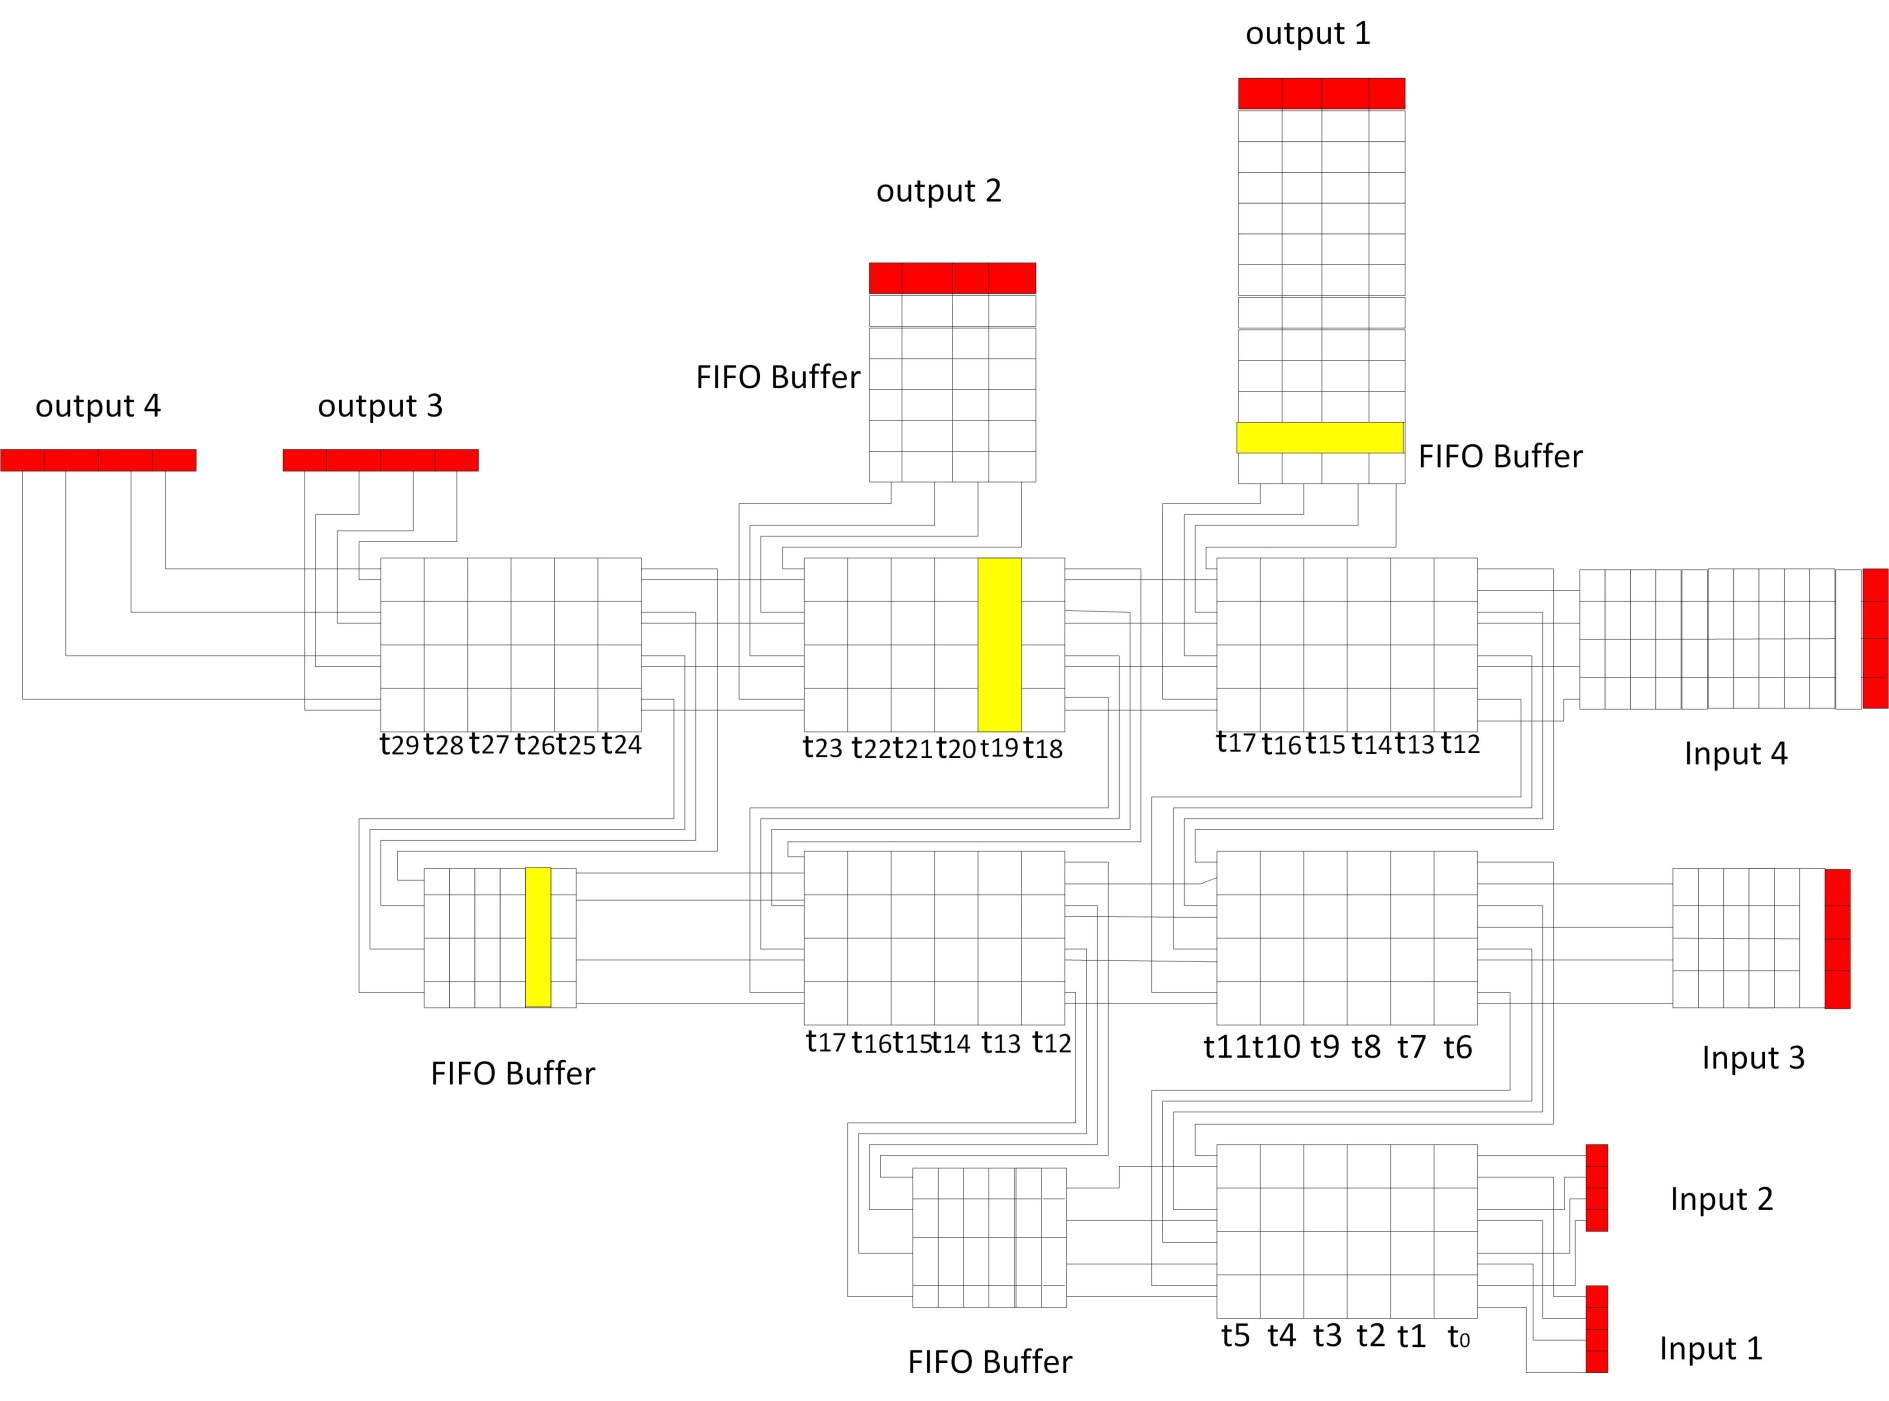 output 1
output 2
FIFO Buffer
output 4
output 3
FIFO Buffer
t29 t28 t27 t26 t25 t24
t23 t22 t21 t20 t19 t18
t17 t16 t15 t14 t13 t12
Input 4
t17 t16 t15 t14 t13 t12
t11 t10 t9 t8 t7 t6
Input 3
FIFO Buffer
Input 2
t5 t4 t3 t2 t1 t0
Input 1
FIFO Buffer